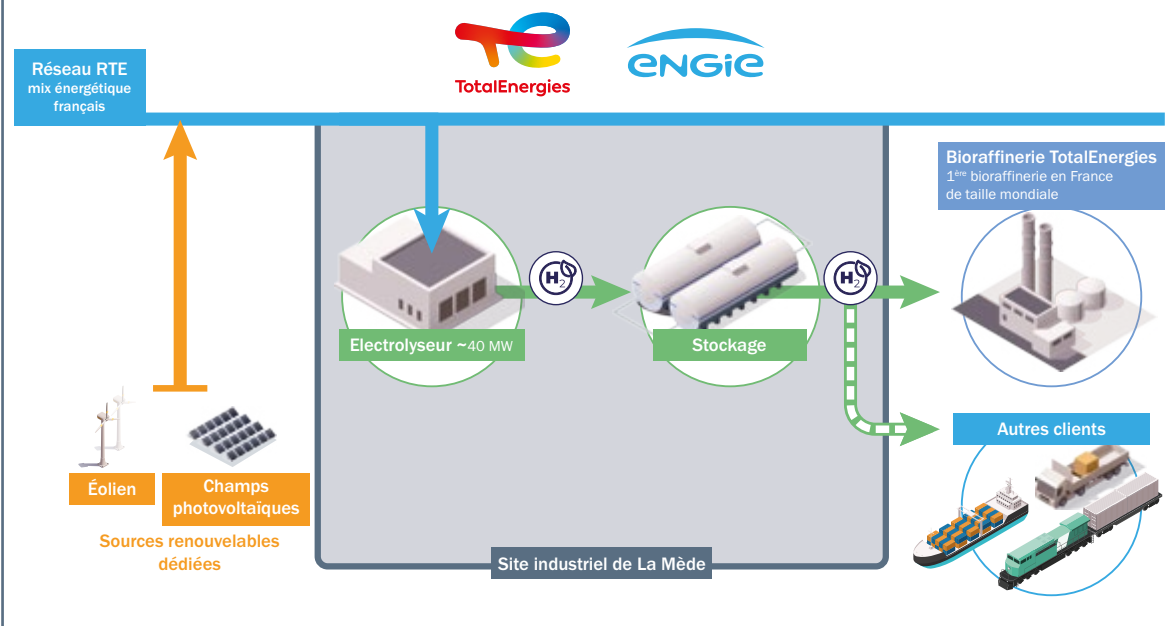 TotalEnergies
ENGIE
Réseau RTE
mix énergétique
français
Bioraffinerie TotalEnergies
1ère bioraffinerie en France
de taille mondiale
H2
H2
Electrolyseur ~40 MW
Stockage
Autres clients
Éolien
Champs
photovoltaïques
Sources renouvelables
dédiées
Site industriel de La Mède